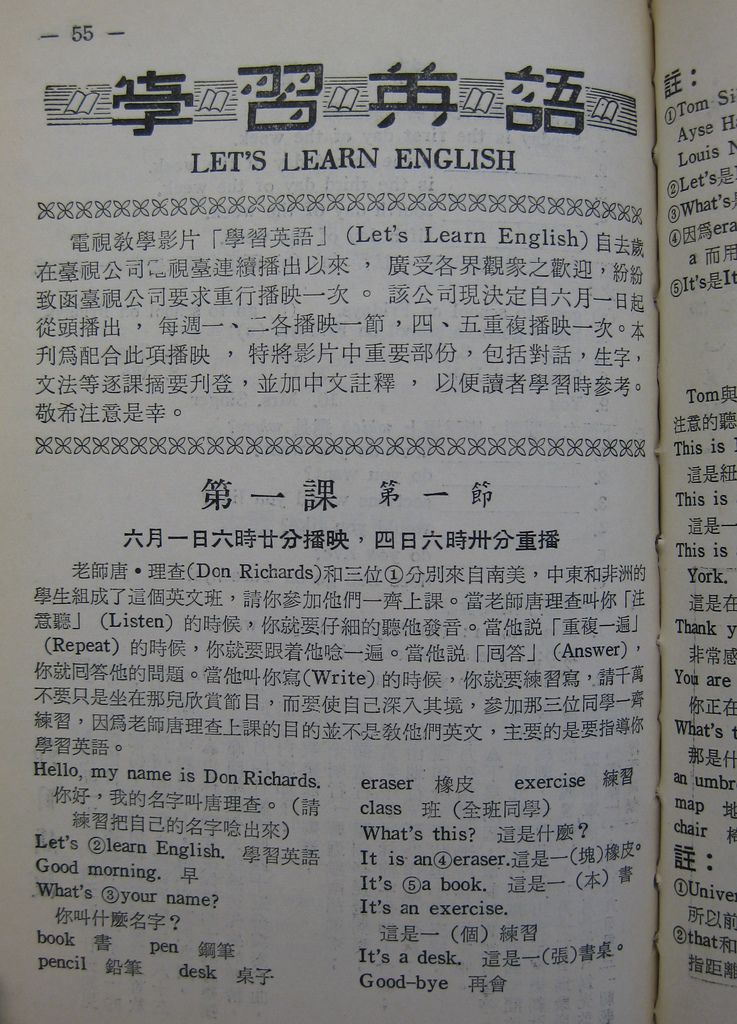 — 55 —
學習英語
LET'S LEARN ENGLISH
電視教學影片「學習英語」(Let's Learn English) 自去歲
在臺視公司電視臺連續播出以來，廣受各界觀衆之歡迎，紛紛
致函臺視公司要求重行播映一次。該公司現決定自六月一日起
從頭播出，每週一、二各播映一節，四、五重複播映一次。本
刋爲配合此項播映，特將影片中重要部份，包括對話，生字，
文法等逐課摘要刋登，並加中文註釋，以便讀者學習時參考。
敬希注意是幸。
第一課 第一節
六月一日六時廿分播映，四日六時卅分重播
老師唐•理查(Don Richards)和三位①分別來自南美，中東和非洲的
學生組成了這個英文班，請你參加他們一齊上課。當老師唐理查叫你「注
意聽」(Listen) 的時候，你就要仔細的聽他發音。當他說「重複一遍」
(Repeat) 的時候，你就要跟着他唸一遍。當他說「回答」(Answer)，
你就回答他的問題。當他叫你寫(Write) 的時候，你就要練習寫，請千萬
不要只是坐在那兒欣賞節目，而要使自己深入其境，參加那三位同學一齊
練習，因爲老師唐理查上課的目的並不是敎他們英文，主要的是要指導你
學習英語。
Hello, my name is Don Richards.
你好，我的名字叫唐理查。（請
練習把自己的名字唸出來）
Let's ②learn English. 學習英語
Good morning. 早
What's ③your name?
你叫什麼名字？
book 書 pen 鋼筆
pencil 鉛筆 desk 桌子
eraser 橡皮 exercise 練習
class 班（全班同學）
What's this? 這是什麼？
It is an④eraser.這是一(塊)橡皮。
It's ⑤a book. 這是一（本）書
It's an exercise.
這是一（個）練習
It's a desk. 這是一(張)書桌。
Good-bye 再會
註：
①Tom Si
Ayse Ha
Louis N
②Let's是
③What's
④因爲era
a 而用
⑤It's是It
Tom與
注意的聽
This is
這是紐
This is
這是一
This is
York.
這是在
Thank y
非常感
You are
你正在
What's t
那是什
an umbr
map 地
chair
註：
①Univer
所以前
②that和
指距離